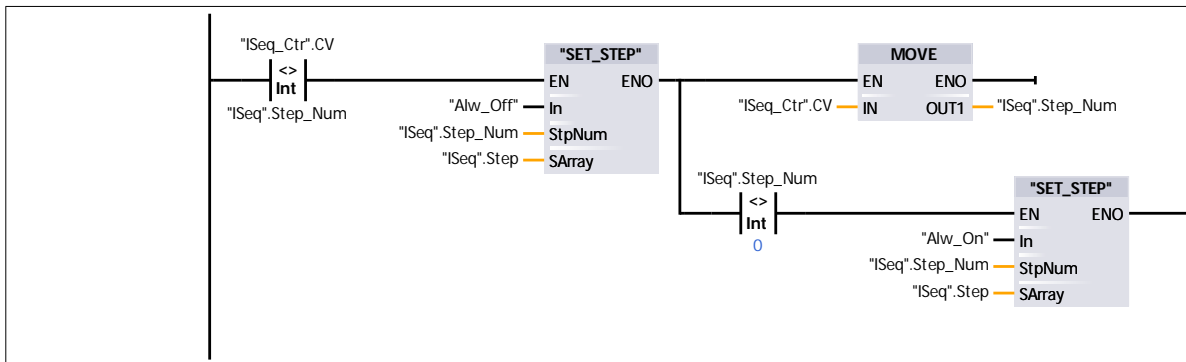 "ISeq_Ctr".CV
<>
Int
"ISeq".Step_Num
"SET_STEP"
EN ENO
"Alw_Off" In
"ISeq".Step_Num StpNum
"ISeq".Step SArray
MOVE
EN ENO
"ISeq_Ctr".CV IN OUT1 "ISeq".Step_Num
"ISeq".Step_Num
<>
Int
0
"SET_STEP"
EN ENO
"Alw_On" In
"ISeq".Step_Num StpNum
"ISeq".Step SArray